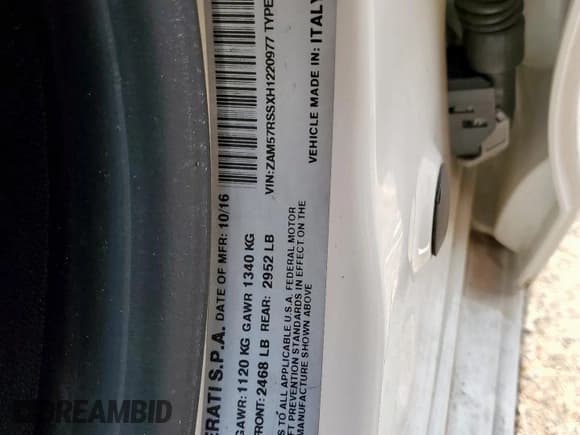 ERATI S.P.A. DATE OF MFR: 10/16
GAWR: 1120 KG GAWR 1340 KG
FRONT: 2468 LB REAR: 2952 LB
S TO ALL APPLICABLE U.S.A. FEDERAL MOTOR
FT PREVENTION STANDARDS IN EFFECT ON THE
MANUFACTURE SHOWN ABOVE
VIN:ZAM57RSSXH1220977 TYPE
VEHICLE MADE IN: ITALY
DREAMBID